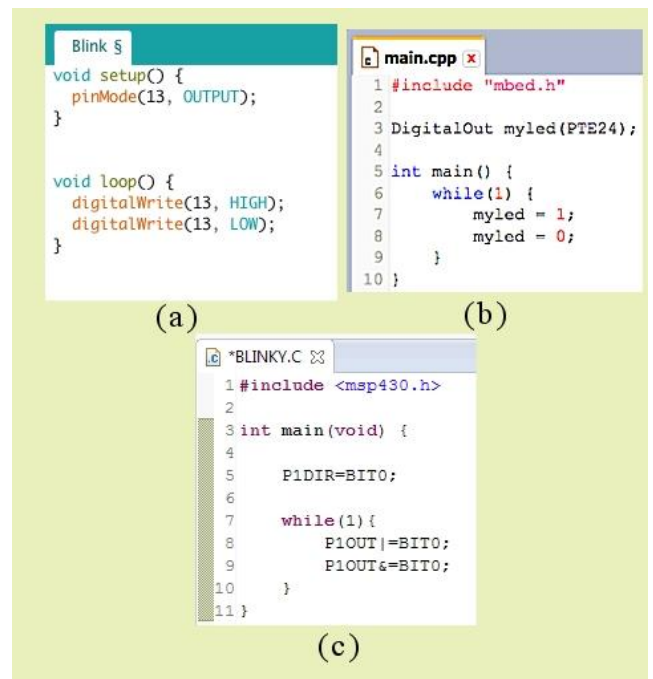 Blink §
void setup() {
  pinMode(13, OUTPUT);
}
void loop() {
  digitalWrite(13, HIGH);
  digitalWrite(13, LOW);
}
(a)
main.cpp
1 #include "mbed.h"
2
3 DigitalOut myled(PTE24);
4
5 int main() {
6     while(1) {
7         myled = 1;
8         myled = 0;
9     }
10 }
(b)
*BLINKY.C
1 #include <msp430.h>
2
3 int main(void) {
4
5     P1DIR=BIT0;
6
7     while(1){
8         P1OUT|=BIT0;
9         P1OUT&=BIT0;
10     }
11 }
(c)